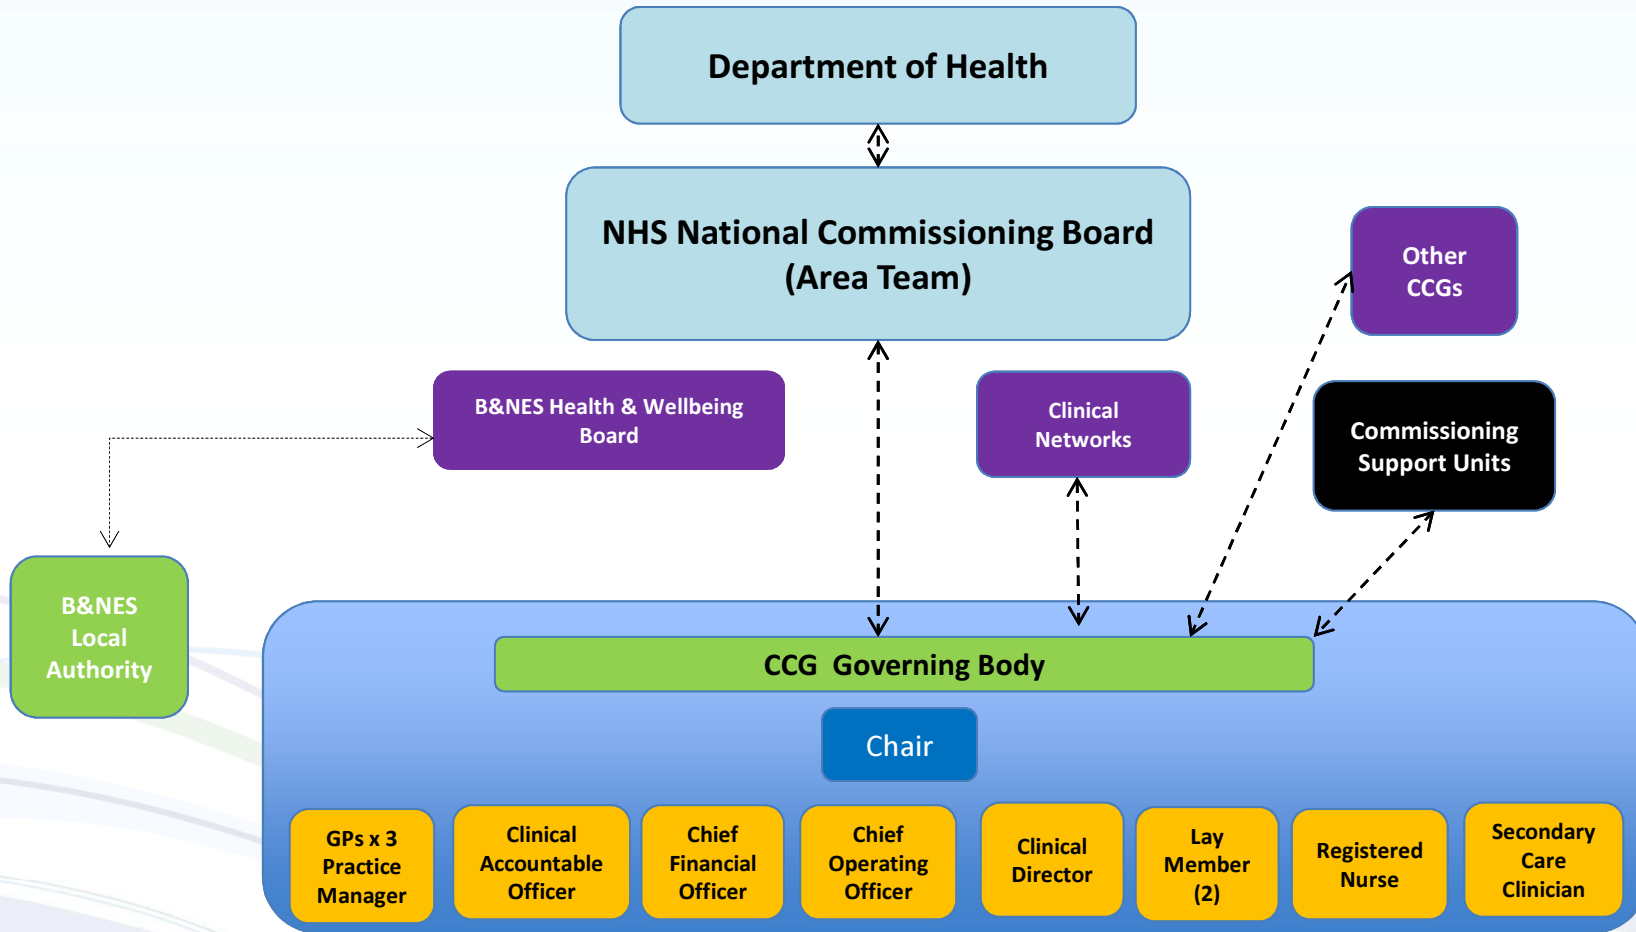 Department of Health
NHS National Commissioning Board
(Area Team)
Other
CCGs
B&NES Health & Wellbeing
Board
Clinical
Networks
Commissioning
Support Units
B&NES
Local
Authority
CCG Governing Body
Chair
GPs x 3
Practice
Manager
Clinical
Accountable
Officer
Chief
Financial
Officer
Chief
Operating
Officer
Clinical
Director
Lay
Member
(2)
Registered
Nurse
Secondary
Care
Clinician